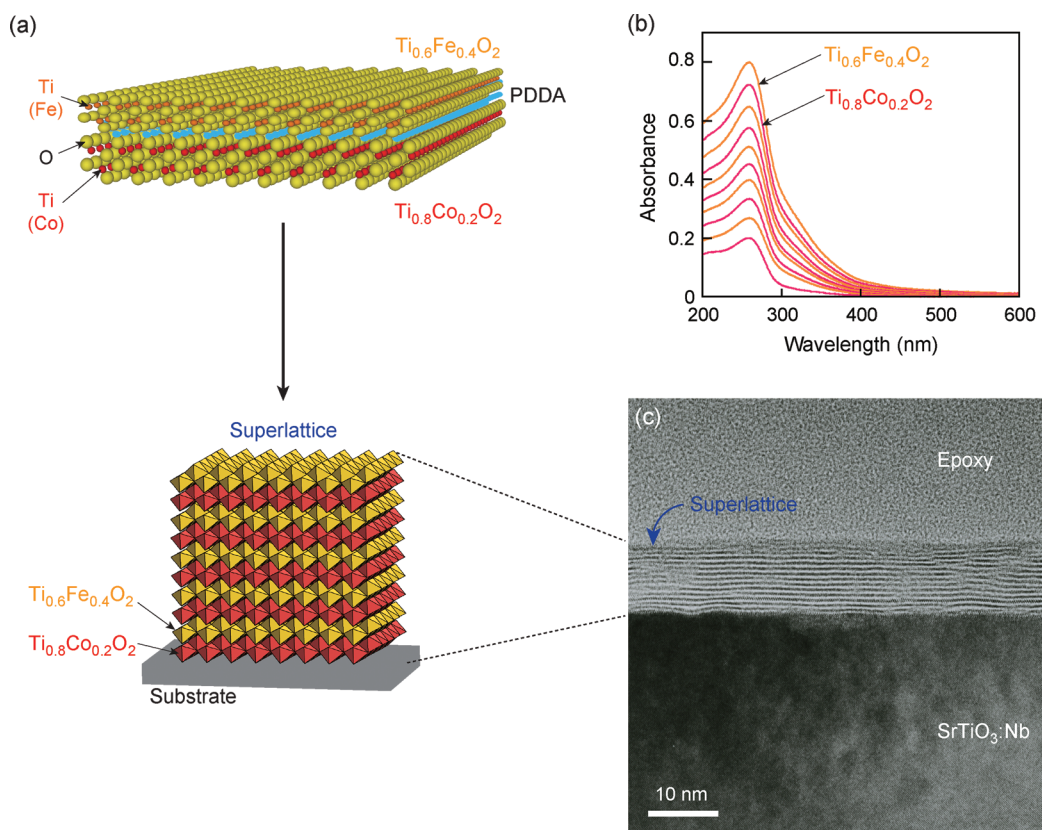 (a)
Ti₀.₆Fe₀.₄O₂
Ti
(Fe)
PDDA
O
Ti
(Co)
Ti₀.₈Co₀.₂O₂
Superlattice
Ti₀.₆Fe₀.₄O₂
Ti₀.₈Co₀.₂O₂
Substrate
(b)
Absorbance
0.8
0.6
0.4
0.2
0
Ti₀.₆Fe₀.₄O₂
Ti₀.₈Co₀.₂O₂
200 300 400 500 600
Wavelength (nm)
(c)
Epoxy
Superlattice
SrTiO₃:Nb
10 nm